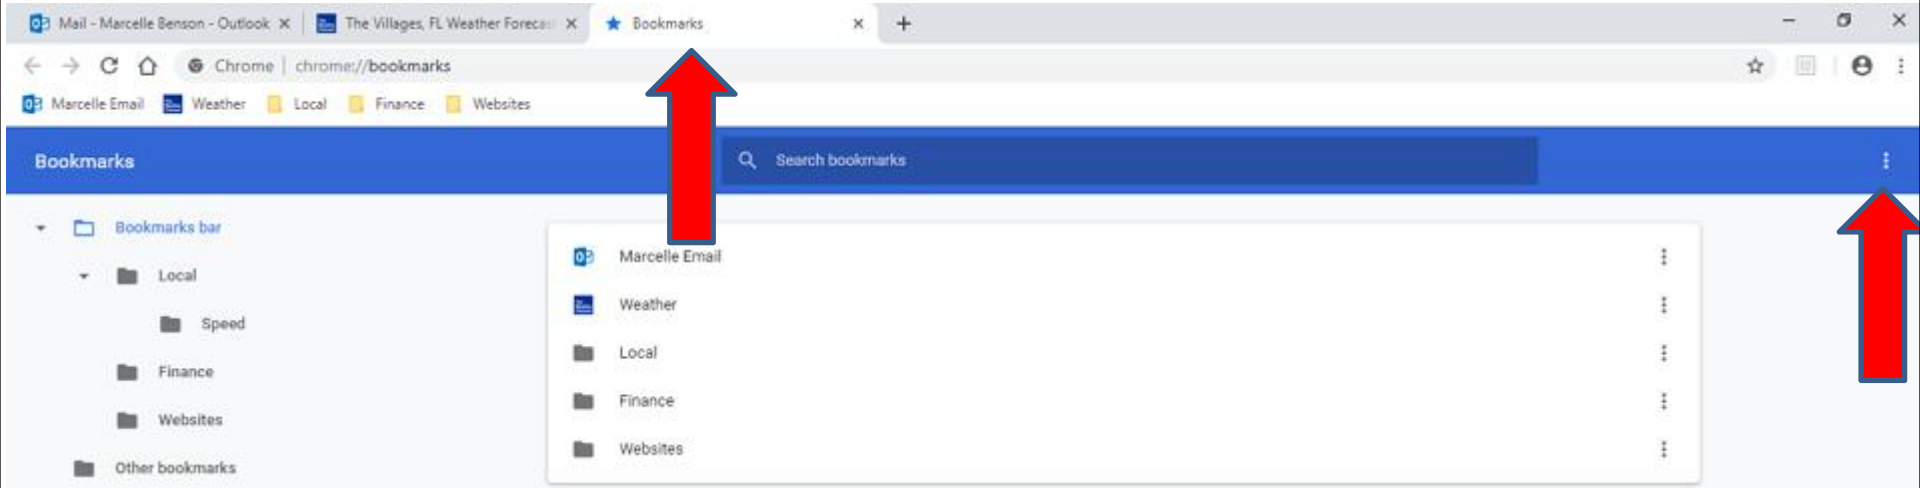 Mail - Marcelle Benson - Outlook The Villages, FL Weather Forecas Bookmarks
Chrome | chrome://bookmarks
Marcelle Email Weather Local Finance Websites
Bookmarks Search bookmarks
Bookmarks bar
Local
Speed
Finance
Websites
Other bookmarks
Marcelle Email
Weather
Local
Finance
Websites